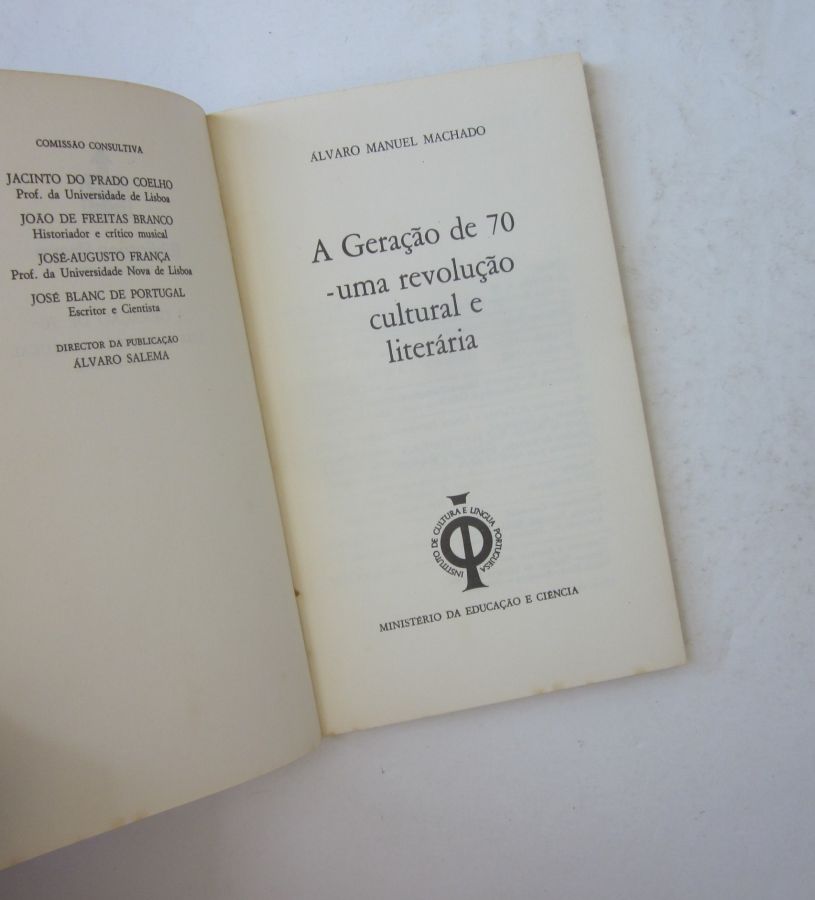 COMISSÃO CONSULTIVA
JACINTO DO PRADO COELHO
Prof. da Universidade de Lisboa
JOÃO DE FREITAS BRANCO
Historiador e crítico musical
JOSÉ-AUGUSTO FRANÇA
Prof. da Universidade Nova de Lisboa
JOSÉ BLANC DE PORTUGAL
Escritor e Cientista
DIRECTOR DA PUBLICAÇÃO
ÁLVARO SALEMA
ÁLVARO MANUEL MACHADO
A Geração de 70
-uma revolução
cultural e
literária
INSTITUTO DE CULTURA E LÍNGUA PORTUGUESA
MINISTÉRIO DA EDUCAÇÃO E CIÊNCIA